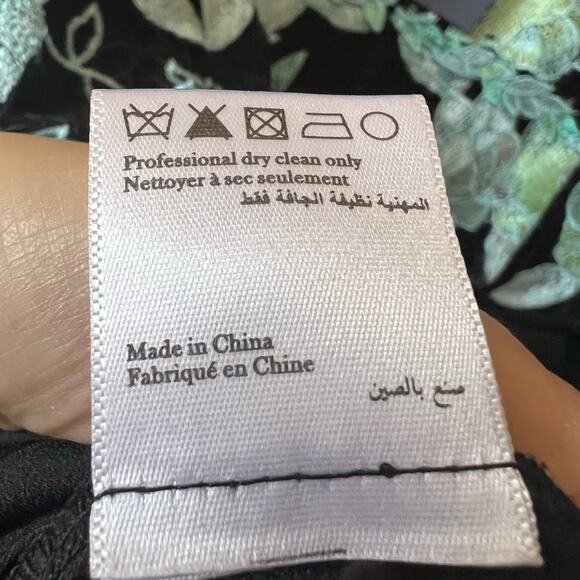 Professional dry clean only
Nettoyer à sec seulement
المهنية نظيفة الجافة فقط
Made in China
Fabriqué en Chine
صنع بالصين